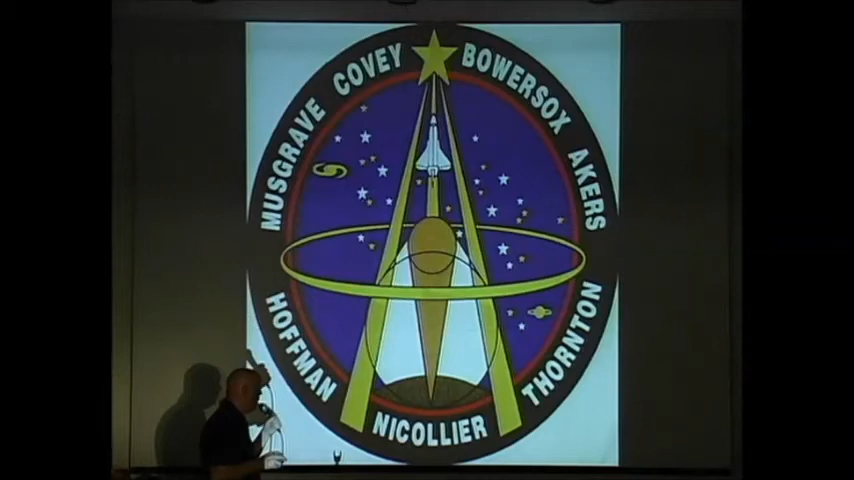 MUSGRAVE COVEY BOWERSOX AKERS
HOFFMAN NICOLLIER THORNTON